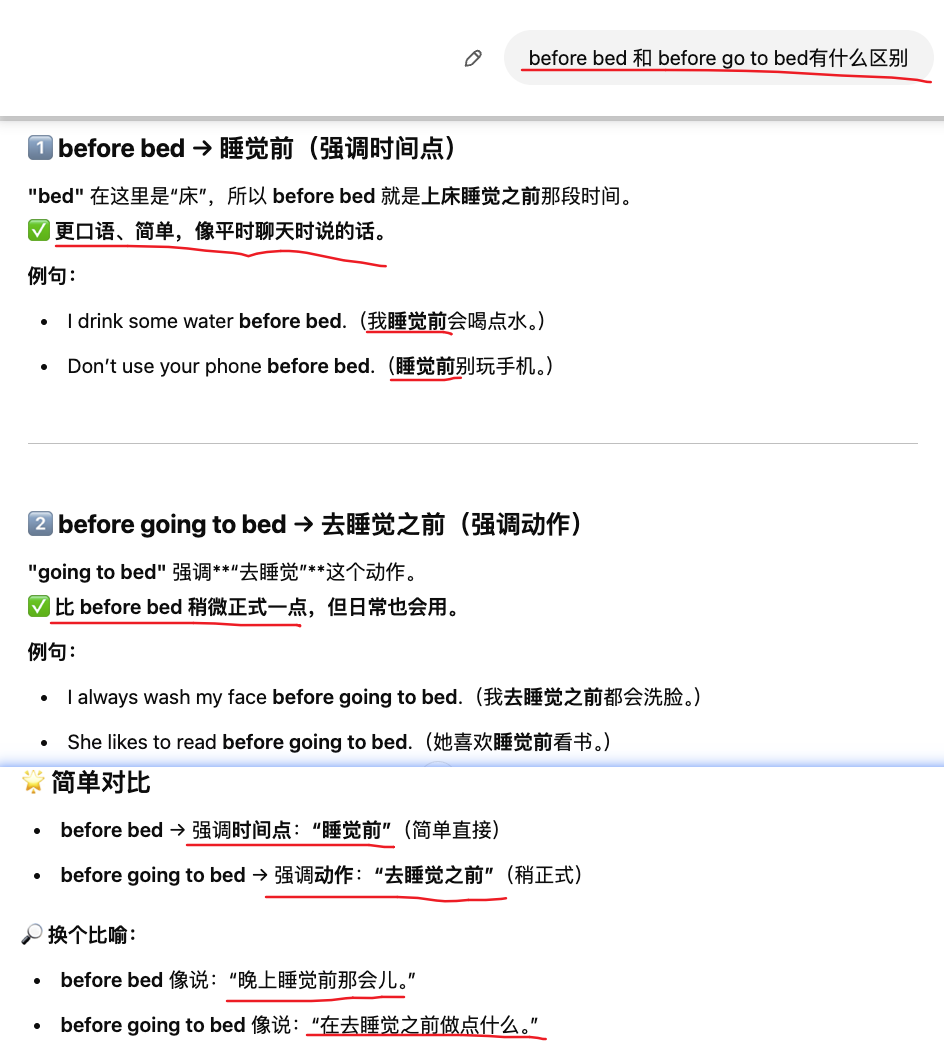 before bed 和 before go to bed有什么区别
1️⃣ before bed → 睡觉前（强调时间点）
"bed" 在这里是“床”，所以 before bed 就是上床睡觉之前那段时间。
✅ 更口语、简单，像平时聊天时说的话。
例句：
• I drink some water before bed.（我睡觉前会喝点水。）
• Don’t use your phone before bed.（睡觉前别玩手机。）
2️⃣ before going to bed → 去睡觉之前（强调动作）
"going to bed" 强调**“去睡觉”**这个动作。
✅ 比 before bed 稍微正式一点，但日常也会用。
例句：
• I always wash my face before going to bed.（我去睡觉之前都会洗脸。）
• She likes to read before going to bed.（她喜欢睡觉前看书。）
🌟 简单对比
• before bed → 强调时间点：“睡觉前”（简单直接）
• before going to bed → 强调动作：“去睡觉之前”（稍正式）
🔎 换个比喻：
• before bed 像说：“晚上睡觉前那会儿。”
• before going to bed 像说：“在去睡觉之前做点什么。”